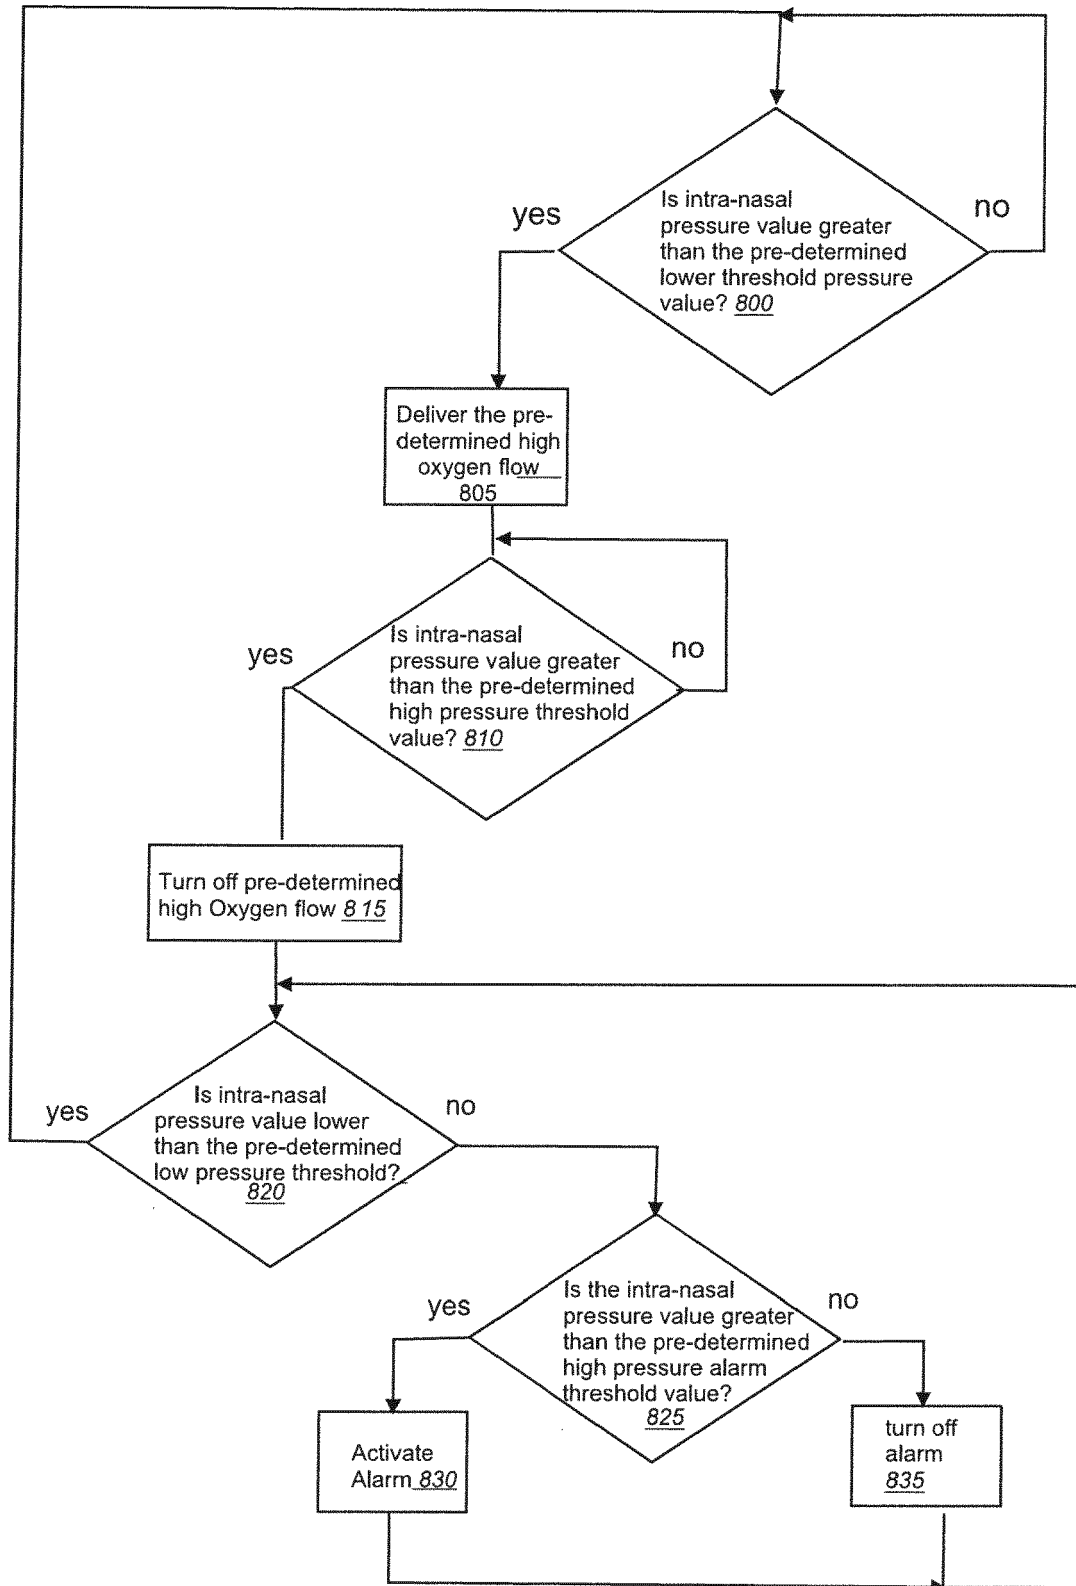 yes
Is intra-nasal
pressure value greater
than the pre-determined
lower threshold pressure
value? 800
no
Deliver the pre-
determined high
oxygen flow
805
yes
Is intra-nasal
pressure value greater
than the pre-determined
high pressure threshold
value? 810
no
Turn off pre-determined
high Oxygen flow 815
yes
Is intra-nasal
pressure value lower
than the pre-determined
low pressure threshold?
820
no
yes
Is the intra-nasal
pressure value greater
than the pre-determined
high pressure alarm
threshold value?
825
no
Activate
Alarm 830
turn off
alarm
835